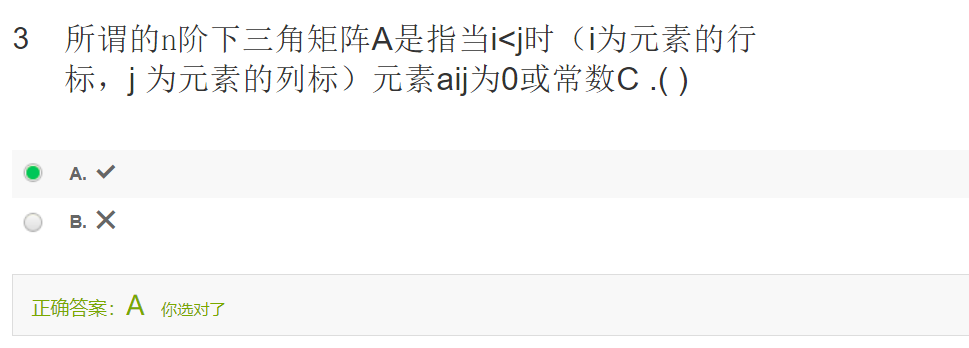 3 所谓的n阶下三角矩阵A是指当i<j时（i为元素的行
标，j 为元素的列标）元素aij为0或常数C .( )
A. ✓
B. ✕
正确答案：A 你选对了